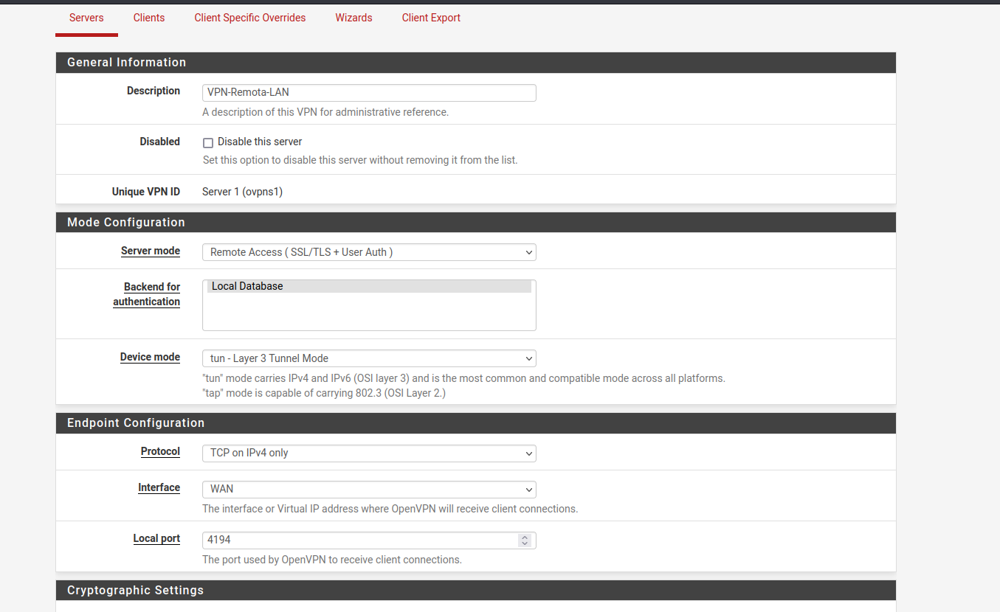 Servers Clients Client Specific Overrides Wizards Client Export
General Information
Description VPN-Remota-LAN
A description of this VPN for administrative reference.
Disabled Disable this server
Set this option to disable this server without removing it from the list.
Unique VPN ID Server 1 (ovpns1)
Mode Configuration
Server mode Remote Access ( SSL/TLS + User Auth )
Backend for Local Database
authentication
Device mode tun - Layer 3 Tunnel Mode
"tun" mode carries IPv4 and IPv6 (OSI layer 3) and is the most common and compatible mode across all platforms.
"tap" mode is capable of carrying 802.3 (OSI Layer 2.)
Endpoint Configuration
Protocol TCP on IPv4 only
Interface WAN
The interface or Virtual IP address where OpenVPN will receive client connections.
Local port 4194
The port used by OpenVPN to receive client connections.
Cryptographic Settings